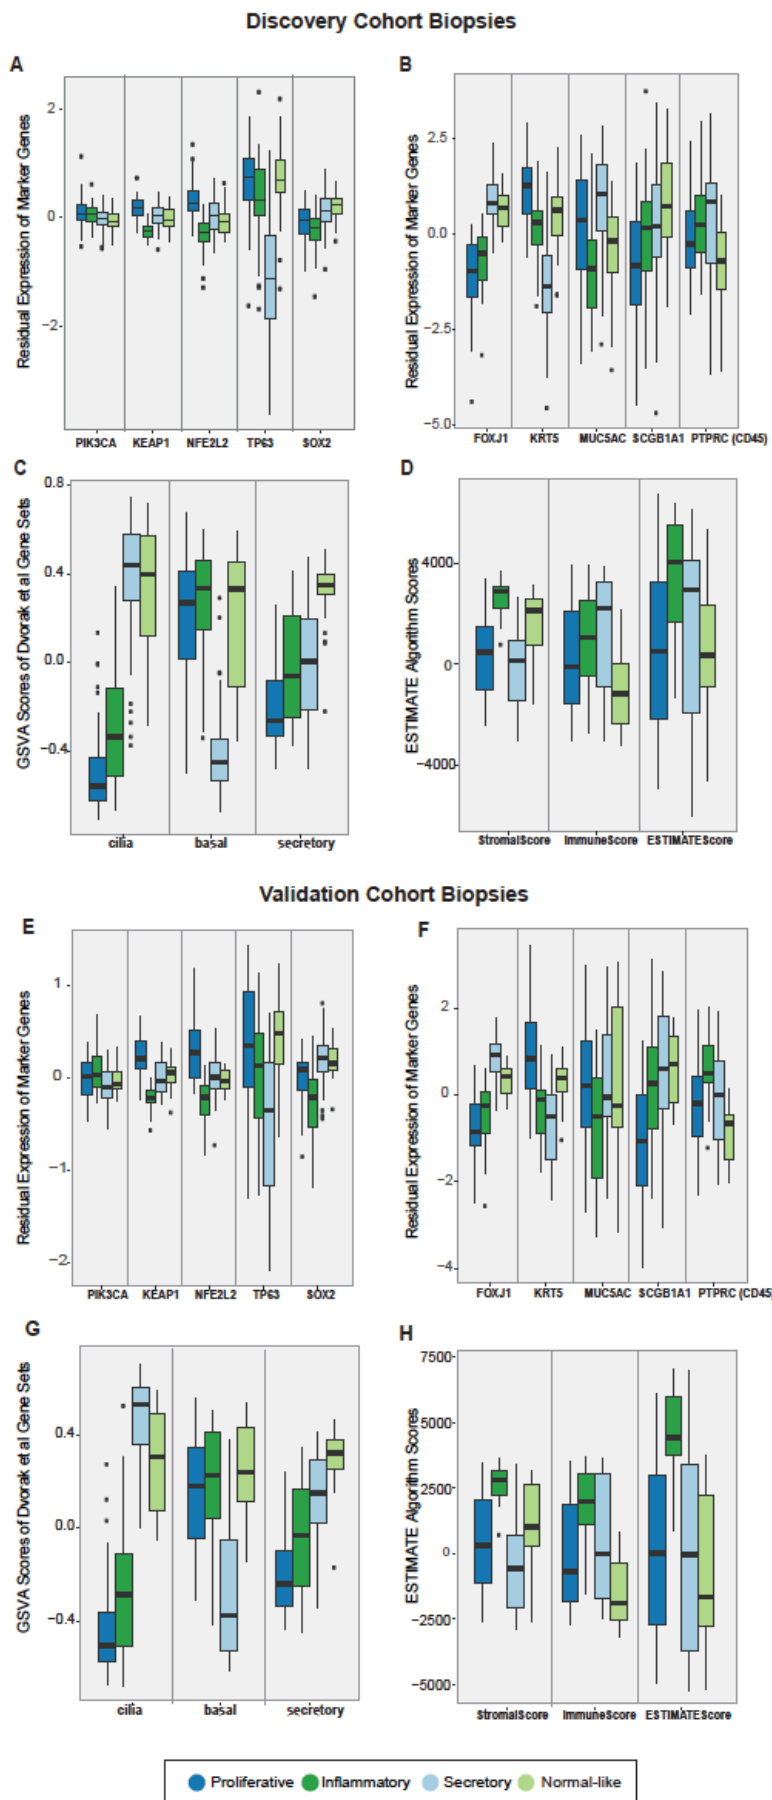 Discovery Cohort Biopsies
A
B
Residual Expression of Marker Genes
2
0
−2
PIK3CA KEAP1 NFE2L2 TP63 SOX2
Residual Expression of Marker Genes
2.5
0.0
−2.5
−5.0
FOXJ1 KRT5 MUC5AC SCGB1A1 PTPRC (CD45)
C
D
GSVA Scores of Dvorak et al Gene Sets
0.8
0.4
0.0
−0.4
cilia basal secretory
ESTIMATE Algorithm Scores
4000
0
−4000
StromalScore ImmuneScore ESTIMATEScore
Validation Cohort Biopsies
E
F
Residual Expression of Marker Genes
1
0
−1
−2
PIK3CA KEAP1 NFE2L2 TP63 SOX2
Residual Expression of Marker Genes
2
0
−2
−4
FOXJ1 KRT5 MUC5AC SCGB1A1 PTPRC (CD45)
G
H
GSVA Scores of Dvorak et al Gene Sets
0.4
0.0
−0.4
cilia basal secretory
ESTIMATE Algorithm Scores
7500
5000
2500
0
−2500
−5000
StromalScore ImmuneScore ESTIMATEScore
Proliferative Inflammatory Secretory Normal-like